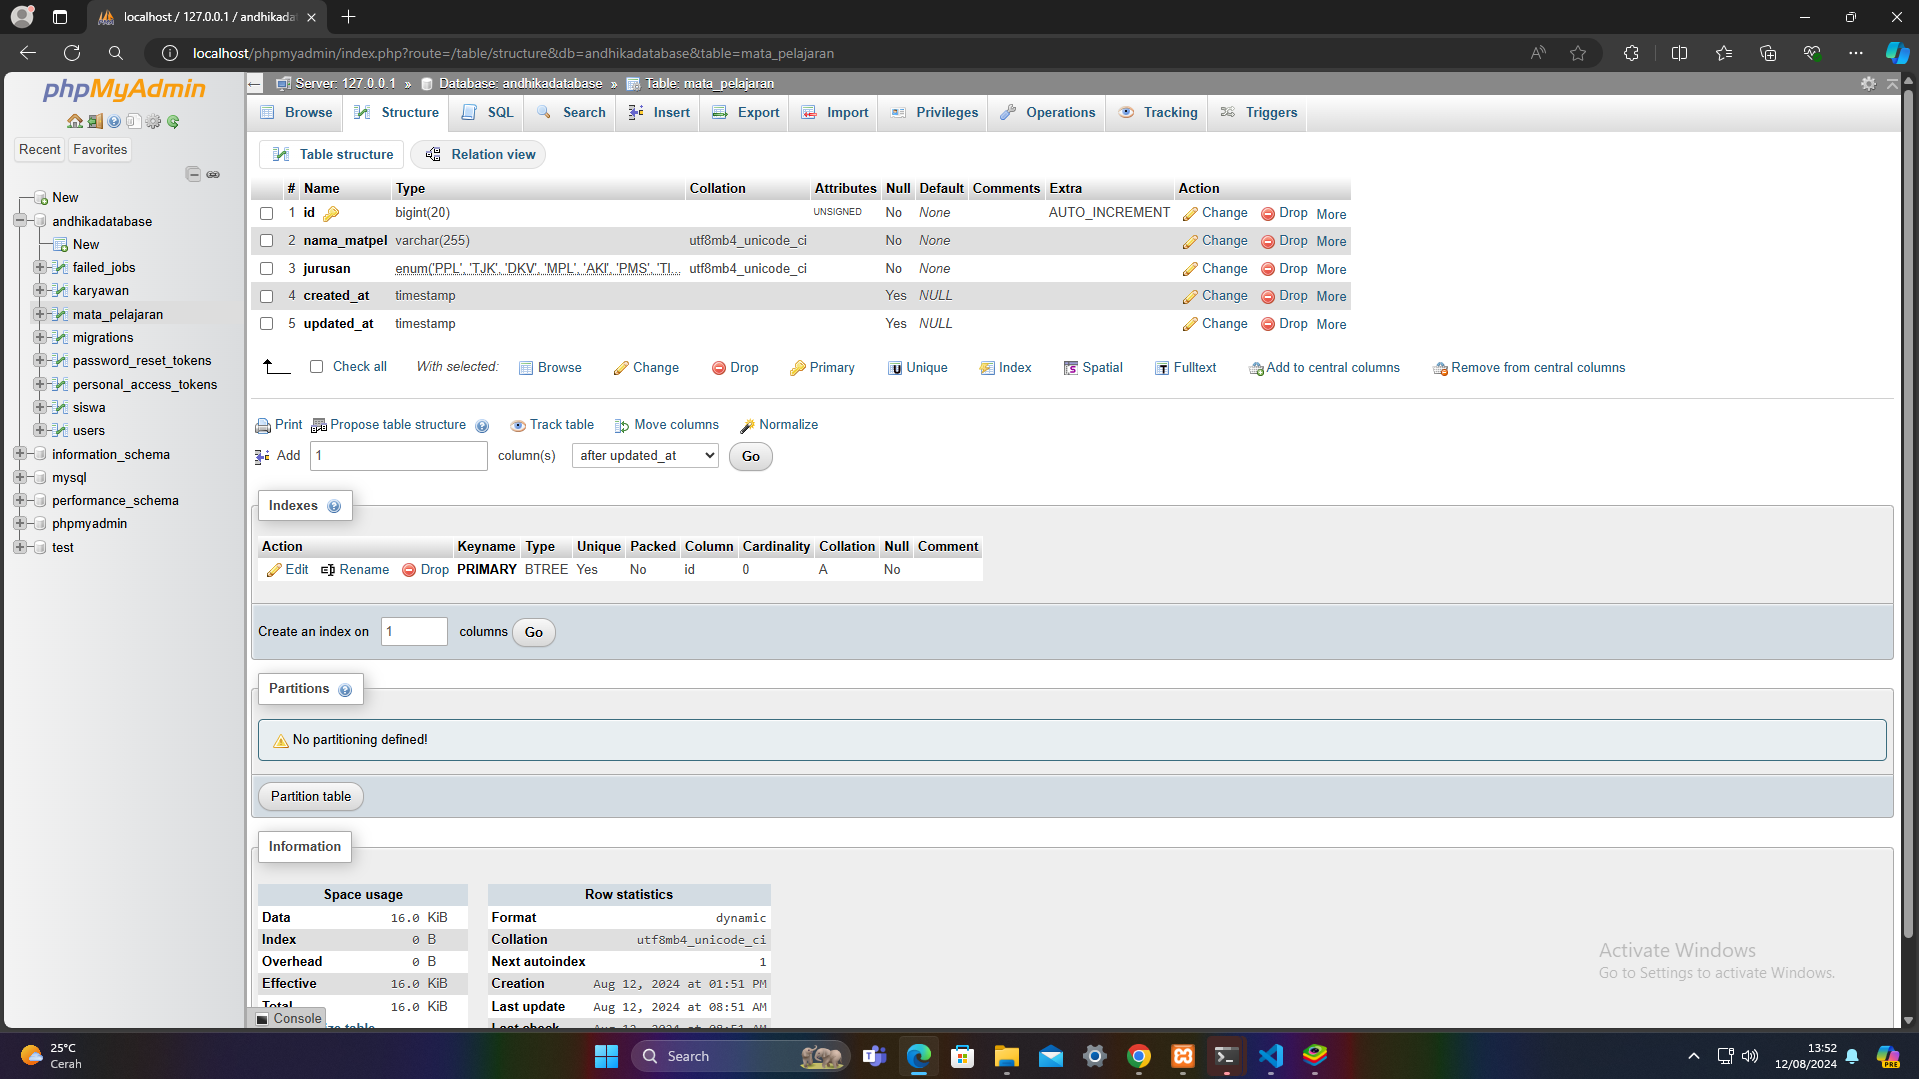 localhost / 127.0.0.1 / andhikadata
localhost/phpmyadmin/index.php?route=/table/structure&db=andhikadatabase&table=mata_pelajaran
phpMyAdmin
Recent Favorites
New
andhikadatabase
New
failed_jobs
karyawan
mata_pelajaran
migrations
password_reset_tokens
personal_access_tokens
siswa
users
information_schema
mysql
performance_schema
phpmyadmin
test
Server: 127.0.0.1 » Database: andhikadatabase » Table: mata_pelajaran
Browse Structure SQL Search Insert Export Import Privileges Operations Tracking Triggers
Table structure Relation view
# Name Type Collation Attributes Null Default Comments Extra Action
1 id bigint(20) UNSIGNED No None AUTO_INCREMENT Change Drop More
2 nama_matpel varchar(255) utf8mb4_unicode_ci No None Change Drop More
3 jurusan enum('PPL', 'TJK', 'DKV', 'MPL', 'AKI', 'PMS', 'TI... utf8mb4_unicode_ci No None Change Drop More
4 created_at timestamp Yes NULL Change Drop More
5 updated_at timestamp Yes NULL Change Drop More
Check all With selected: Browse Change Drop Primary Unique Index Spatial Fulltext Add to central columns Remove from central columns
Print Propose table structure Track table Move columns Normalize
Add 1 column(s) after updated_at Go
Indexes
Action Keyname Type Unique Packed Column Cardinality Collation Null Comment
Edit Rename Drop PRIMARY BTREE Yes No id 0 A No
Create an index on 1 columns Go
Partitions
No partitioning defined!
Partition table
Information
Space usage
Data 16.0 KiB
Index 0 B
Overhead 0 B
Effective 16.0 KiB
Total 16.0 KiB
Row statistics
Format dynamic
Collation utf8mb4_unicode_ci
Next autoindex 1
Creation Aug 12, 2024 at 01:51 PM
Last update Aug 12, 2024 at 08:51 AM
Last check Aug 12, 2024 at 08:51 AM
Console
Activate Windows
Go to Settings to activate Windows.
25°C
Cerah
Search
13:52
12/08/2024
PRE